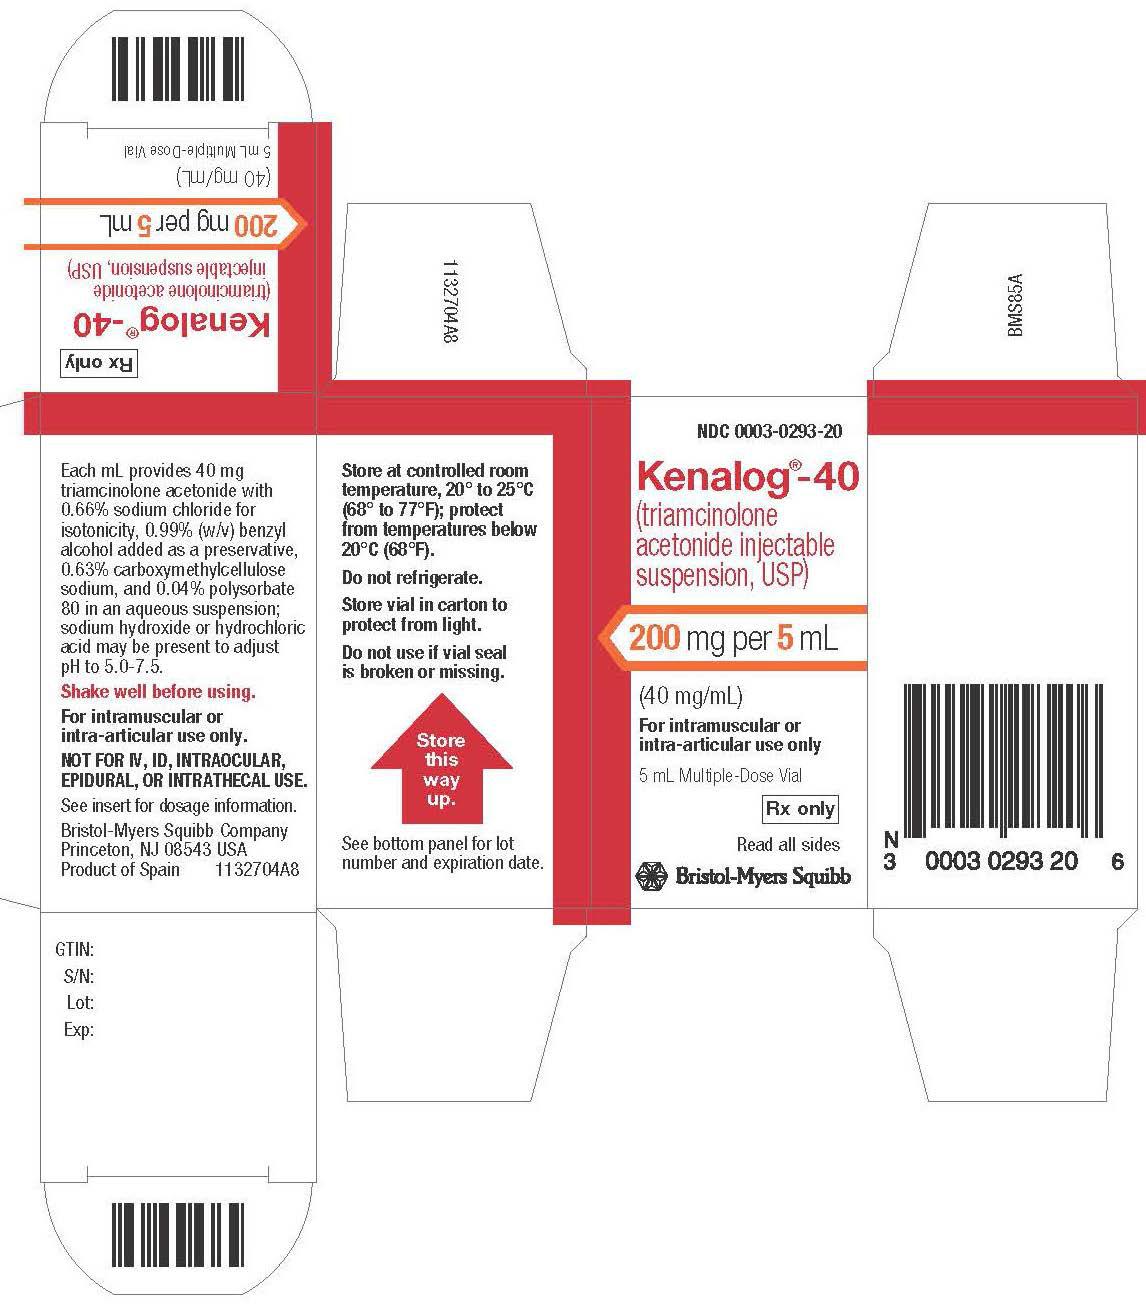 5 mL Multiple-Dose Vial
(40 mg/mL)
200 mg per 5 mL
(triamcinolone acetonide
injectable suspension, USP)
Kenalog®-40
Rx only
1132704A8
BMS85A
Each mL provides 40 mg
triamcinolone acetonide with
0.66% sodium chloride for
isotonicity, 0.99% (w/v) benzyl
alcohol added as a preservative,
0.63% carboxymethylcellulose
sodium, and 0.04% polysorbate
80 in an aqueous suspension;
sodium hydroxide or hydrochloric
acid may be present to adjust
pH to 5.0-7.5.
Shake well before using.
For intramuscular or
intra-articular use only.
NOT FOR IV, ID, INTRAOCULAR,
EPIDURAL, OR INTRATHECAL USE.
See insert for dosage information.
Bristol-Myers Squibb Company
Princeton, NJ 08543 USA
Product of Spain 1132704A8
Store at controlled room
temperature, 20° to 25°C
(68° to 77°F); protect
from temperatures below
20°C (68°F).
Do not refrigerate.
Store vial in carton to
protect from light.
Do not use if vial seal
is broken or missing.
Store
this
way
up.
See bottom panel for lot
number and expiration date.
NDC 0003-0293-20
Kenalog®-40
(triamcinolone
acetonide injectable
suspension, USP)
200 mg per 5 mL
(40 mg/mL)
For intramuscular or
intra-articular use only
5 mL Multiple-Dose Vial
Rx only
Read all sides
Bristol-Myers Squibb
N
3 0003 0293 20 6
GTIN:
S/N:
Lot:
Exp: